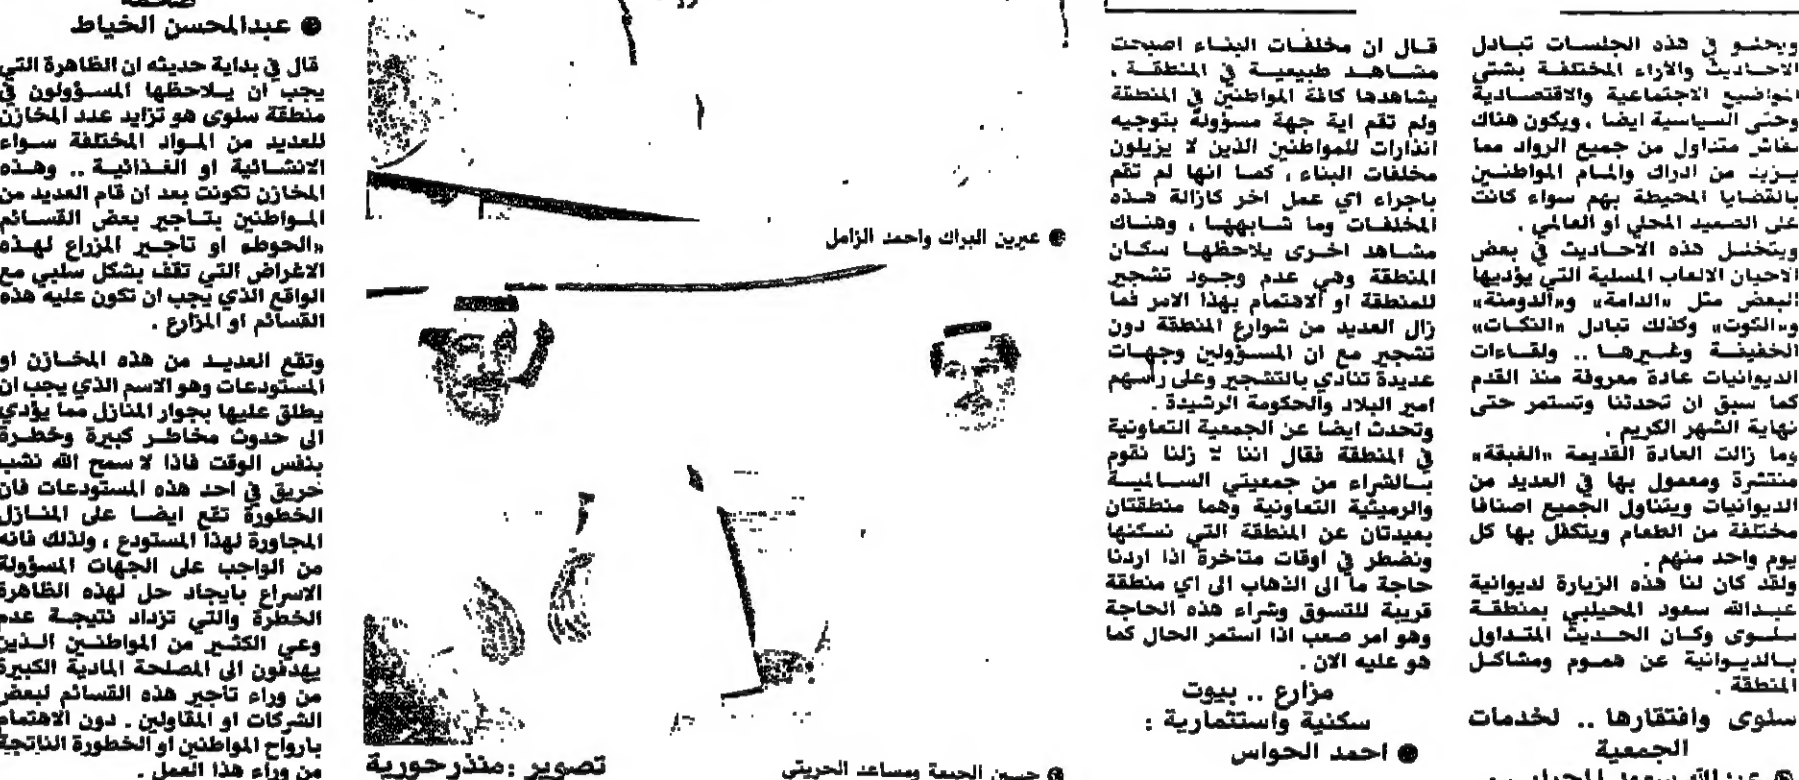 ويحلو في هذه الجلسات تبادل
الاحاديث والاراء المختلفة بشتى
المواضيع الاجتماعية والاقتصادية
وحتى السياسية ايضا ، ويكون هناك
نقاش متداول من جميع الرواد مما
يزيد من ادراك والمام المواطنين
بالقضايا المحيطة بهم سواء كانت
على الصعيد المحلي أو العالمي .
ويتخلل هذه الاحاديث في بعض
الاحيان الالعاب المسلية التي يؤديها
البعض مثل «الدامة» و«الدومنة»
و«الكوت» وكذلك تبادل «النكات»
الخفيفة وغيرها .. ولقاءات
الديوانيات عادة معروفة منذ القدم
كما سبق ان تحدثنا وتستمر حتى
نهاية الشهر الكريم .
وما زالت العادة القديمة «الغبقة»
منتشرة ومعمول بها في العديد من
الديوانيات ويتناول الجميع اصنافا
مختلفة من الطعام ويتكفل بها كل
يوم واحد منهم .
ولقد كان لنا هذه الزيارة لديوانية
عبدالله سعود المحيلبي بمنطقة
سلوى وكان الحديث المتداول
بالديوانية عن هموم ومشاكل
المنطقة .
سلوى وافتقارها .. لخدمات
الجمعية
قال ان مخلفات البناء اصبحت
مشاهد طبيعية في المنطقة ،
يشاهدها كافة المواطنين في المنطقة
ولم تقم اية جهة مسؤولة بتوجيه
انذارات للمواطنين الذين لا يزيلون
مخلفات البناء ، كما انها لم تقم
باجراء اي عمل اخر كازالة هذه
المخلفات وما شابهها ، وهناك
مشاهد اخرى يلاحظها سكان
المنطقة وهي عدم وجود تشجير
للمنطقة او الاهتمام بهذا الامر فما
زال العديد من شوارع المنطقة دون
تشجير مع ان المسؤولين وجهات
عديدة تنادي بالتشجير وعلى رأسهم
امير البلاد والحكومة الرشيدة .
وتحدث ايضا عن الجمعية التعاونية
في المنطقة فقال اننا لا زلنا نقوم
بالشراء من جمعيتي السالمية
والرميثية التعاونية وهما منطقتان
بعيدتان عن المنطقة التي نسكنها
ونضطر في اوقات متاخرة اذا اردنا
حاجة ما الى الذهاب الى اي منطقة
قريبة للتسوق وشراء هذه الحاجة
وهو امر صعب اذا استمر الحال كما
هو عليه الان .
مزارع .. بيوت
سكنية واستثمارية :
● احمد الحواس
● عيرين البراك واحمد الزامل
● حسين الجمعة ومساعد الحريتي
تصوير : منذر حورية
● عبدالمحسن الخياط
قال في بداية حديثه ان الظاهرة التي
يجب ان يلاحظها المسؤولون في
منطقة سلوى هو تزايد عدد المخازن
للعديد من المواد المختلفة سواء
الانشائية او الغذائية .. وهذه
المخازن تكونت بعد ان قام العديد من
المواطنين بتاجير بعض القسائم
«الحوطه» او تأجير المزراع لهذه
الاغراض التي تقف بشكل سلبي مع
الواقع الذي يجب ان تكون عليه هذه
القسائم او المزارع .
وتقع العديد من هذه المخازن او
المستودعات وهو الاسم الذي يجب ان
يطلق عليها بجوار المنازل مما يؤدي
الى حدوث مخاطر كبيرة وخطرة
بنفس الوقت فاذا لا سمح الله نشب
حريق في احد هذه المستودعات فان
الخطورة تقع ايضا على المنازل
المجاورة لهذا المستودع ، ولذلك فانه
من الواجب على الجهات المسؤولة
الاسراع بايجاد حل لهذه الظاهرة
الخطرة والتي تزداد نتيجة عدم
وعي الكثير من المواطنين الذين
يهدفون الى المصلحة المادية الكبيرة
من وراء تأجير هذه القسائم لبعض
الشركات او المقاولين . دون الاهتمام
بارواح المواطنين او الخطورة الناتجة
من وراء هذا العمل .